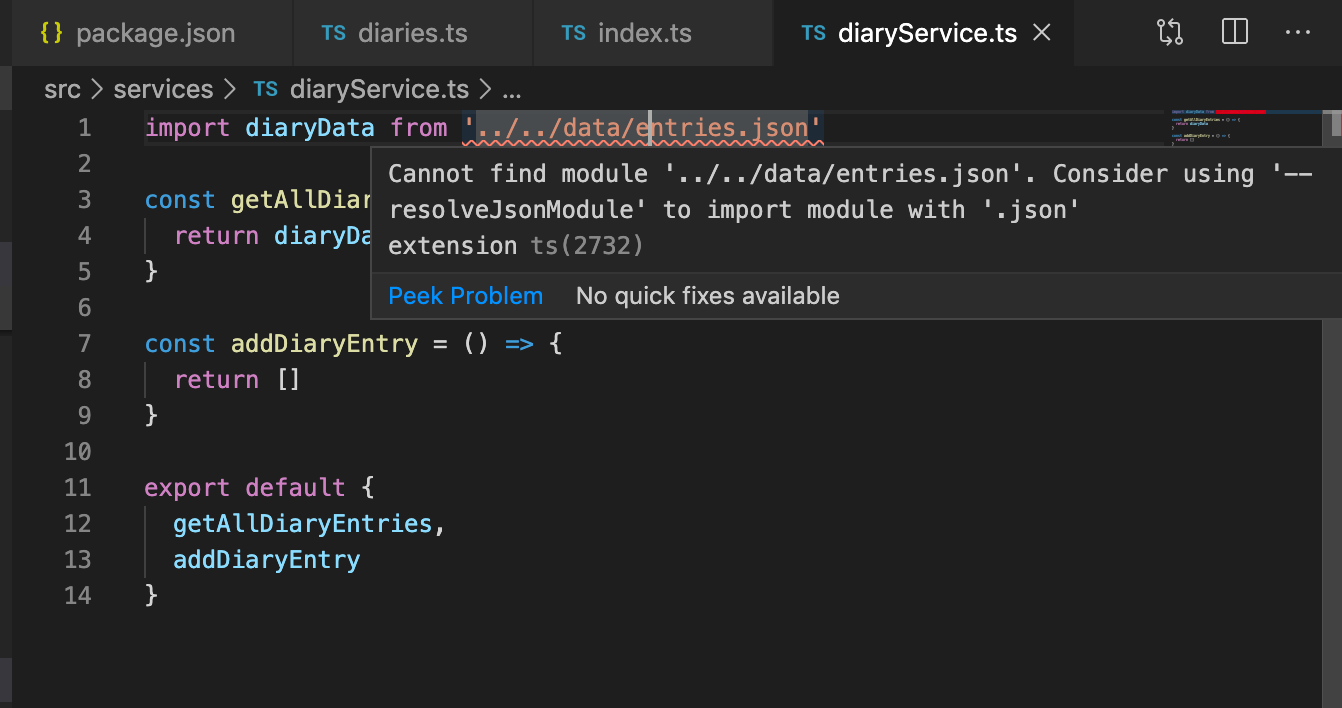 {} package.json TS diaries.ts TS index.ts TS diaryService.ts
src > services > TS diaryService.ts > ...
1 import diaryData from '../../data/entries.json'
Cannot find module '../../data/entries.json'. Consider using '--
resolveJsonModule' to import module with '.json'
extension ts(2732)
Peek Problem No quick fixes available
2
3 const getAllDiar
4 return diaryDa
5 }
6
7 const addDiaryEntry = () => {
8 return []
9 }
10
11 export default {
12 getAllDiaryEntries,
13 addDiaryEntry
14 }